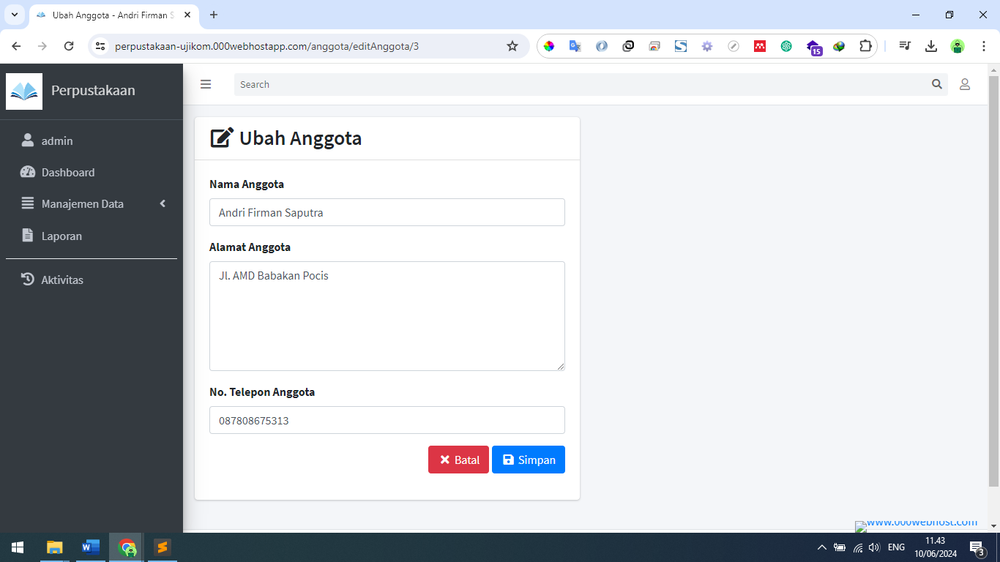 Ubah Anggota - Andri Firman S
perpustakaan-ujikom.000webhostapp.com/anggota/editAnggota/3
15
Perpustakaan
Search
admin
Dashboard
Manajemen Data
Laporan
Aktivitas
Ubah Anggota
Nama Anggota
Andri Firman Saputra
Alamat Anggota
Jl. AMD Babakan Pocis
No. Telepon Anggota
087808675313
Batal
Simpan
www.000webhost.com
ENG
11.43
10/06/2024
3